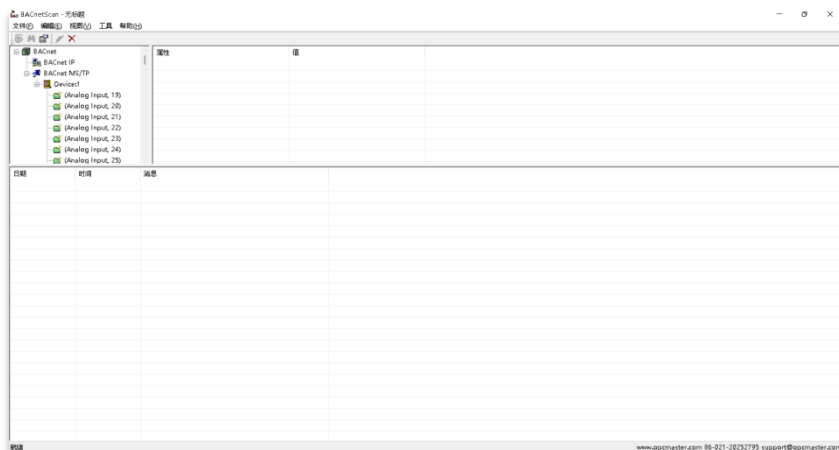 BACnetScan - 无标题
文件(F) 编辑(E) 视图(V) 工具 帮助(H)
BACnet
BACnet IP
BACnet MS/TP
Device:1
(Analog Input, 19)
(Analog Input, 20)
(Analog Input, 21)
(Analog Input, 22)
(Analog Input, 23)
(Analog Input, 24)
(Analog Input, 25)
属性 值
日期 时间 消息
就绪 www.opcmaster.com 86-021-20252795 support@opcmaster.com